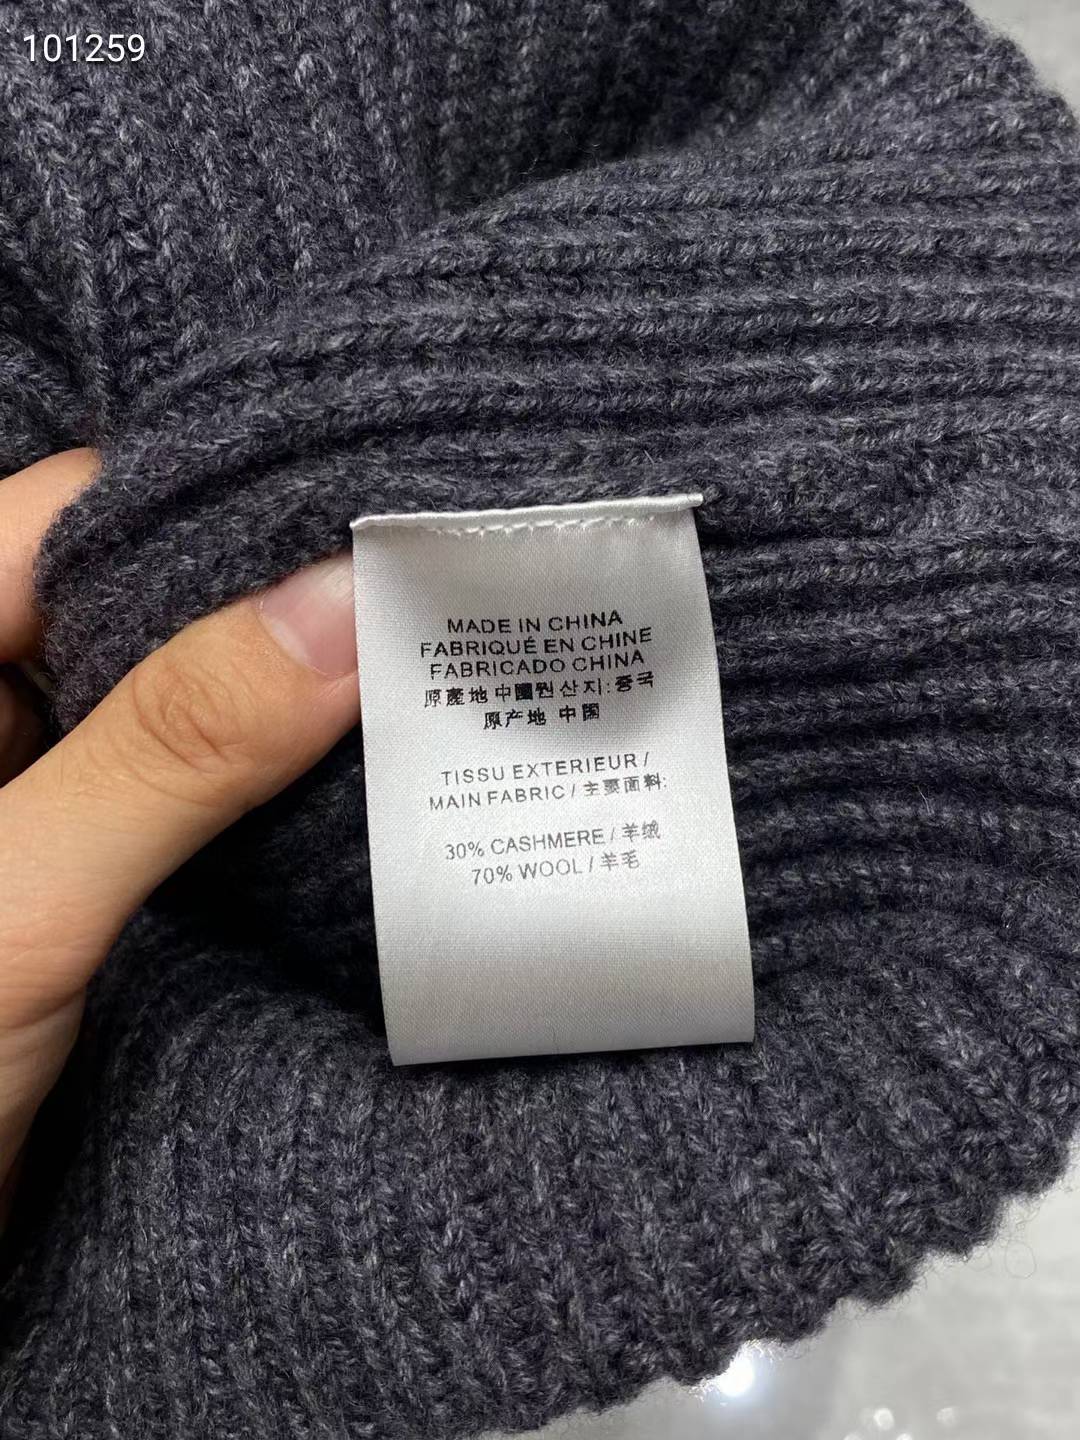 101259
MADE IN CHINA
FABRIQUÉ EN CHINE
FABRICADO CHINA
原產地 中國원산지: 중국
原产地 中国
TISSU EXTERIEUR /
MAIN FABRIC / 主要面料:
30% CASHMERE / 羊绒
70% WOOL / 羊毛